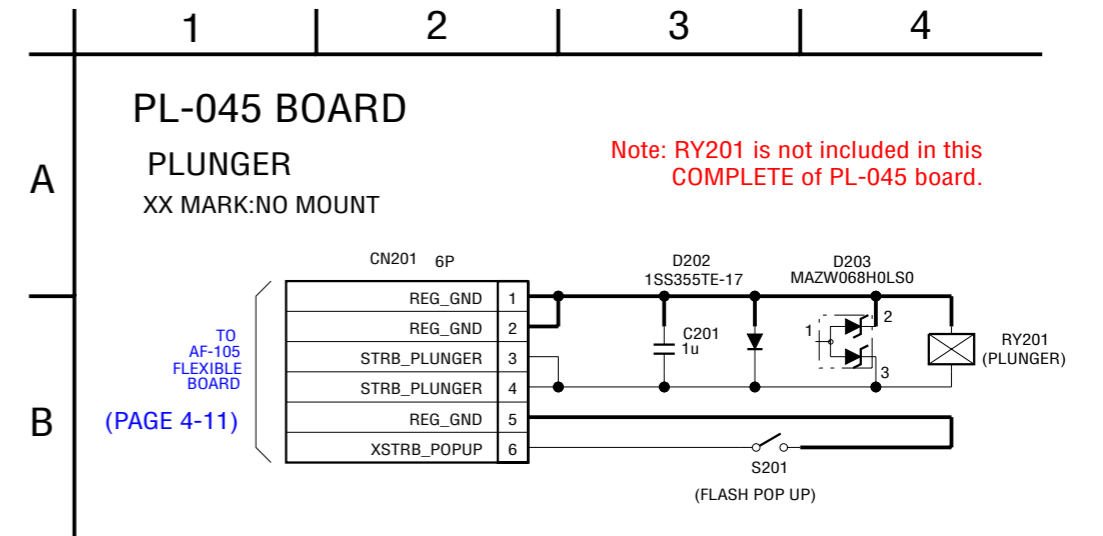 1 2 3 4
PL-045 BOARD
PLUNGER
XX MARK:NO MOUNT
Note: RY201 is not included in this
COMPLETE of PL-045 board.
A
CN201 6P
D202
1SS355TE-17
D203
MAZW068H0LS0
REG_GND 1
REG_GND 2
STRB_PLUNGER 3
STRB_PLUNGER 4
REG_GND 5
XSTRB_POPUP 6
TO
AF-105
FLEXIBLE
BOARD
(PAGE 4-11)
B
C201
1u
1
2
3
RY201
(PLUNGER)
S201
(FLASH POP UP)